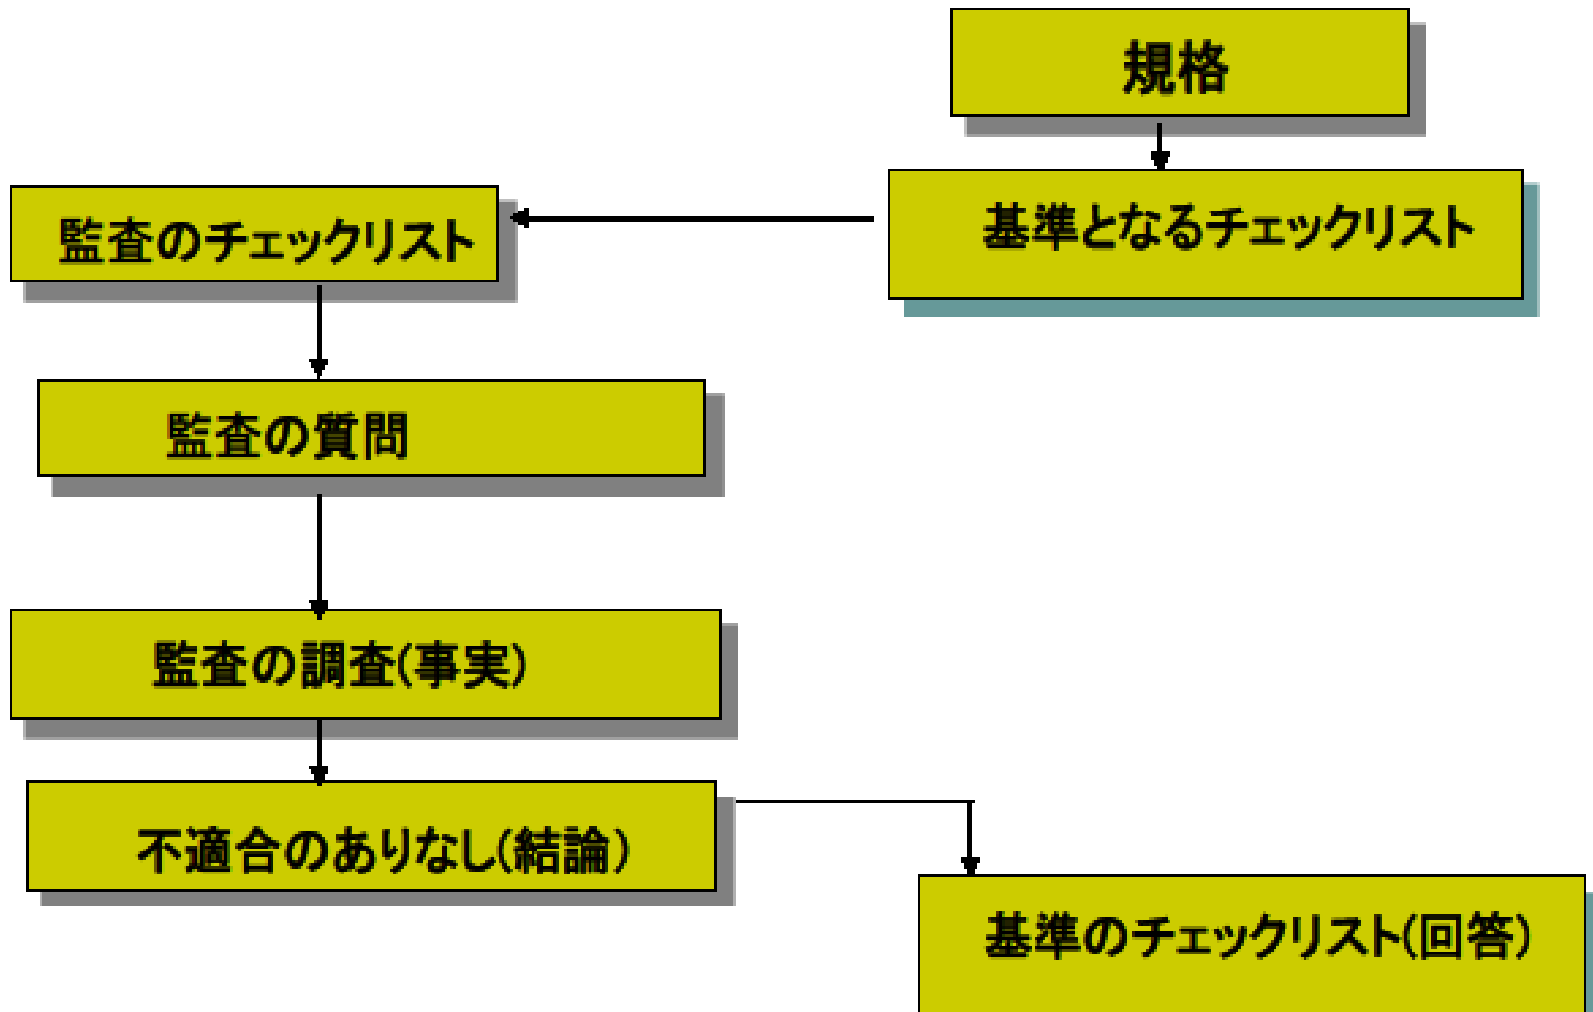 規格
基準となるチェックリスト
監査のチェックリスト
監査の質問
監査の調査(事実)
不適合のありなし(結論)
基準のチェックリスト(回答)